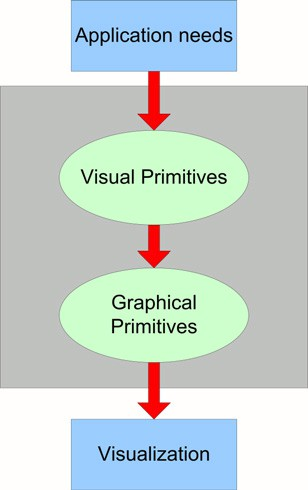 Application needs
Visual Primitives
Graphical
Primitives
Visualization